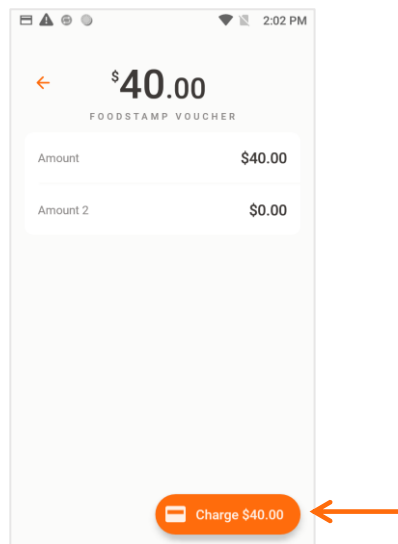 2:02 PM
$40.00
FOODSTAMP VOUCHER
Amount $40.00
Amount 2 $0.00
Charge $40.00